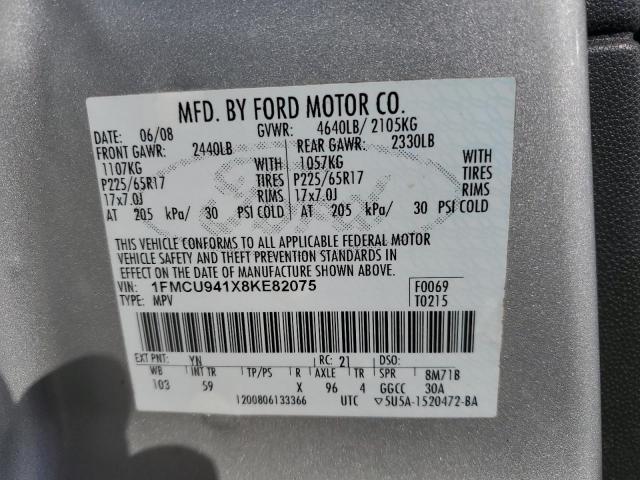 MFD. BY FORD MOTOR CO.
06/08 GVWR: 4640LB/ 2105KG
FRONT GAWR: 2440LB REAR GAWR: 2330LB
1107KG WITH 1057KG WITH
P225/65R17 TIRES P225/65R17 TIRES
17x7.0J RIMS 17x7.0J RIMS
AT 205 kPa/ 30 PSI COLD AT 205 kPa/ 30 PSI COLD
THIS VEHICLE CONFORMS TO ALL APPLICABLE FEDERAL MOTOR
VEHICLE SAFETY AND THEFT PREVENTION STANDARDS IN
EFFECT ON THE DATE OF MANUFACTURE SHOWN ABOVE.
1FMCU941X8KE82075 F0069
TYPE: MPV T0215
EXT PNT: YN RC: 21 DSO:
WB INT TR TP/PS R AXLE TR SPR 8M71B
103 59 X 96 4 GGCC 30A
1200806133366 UTC 5U5A-1520472-BA